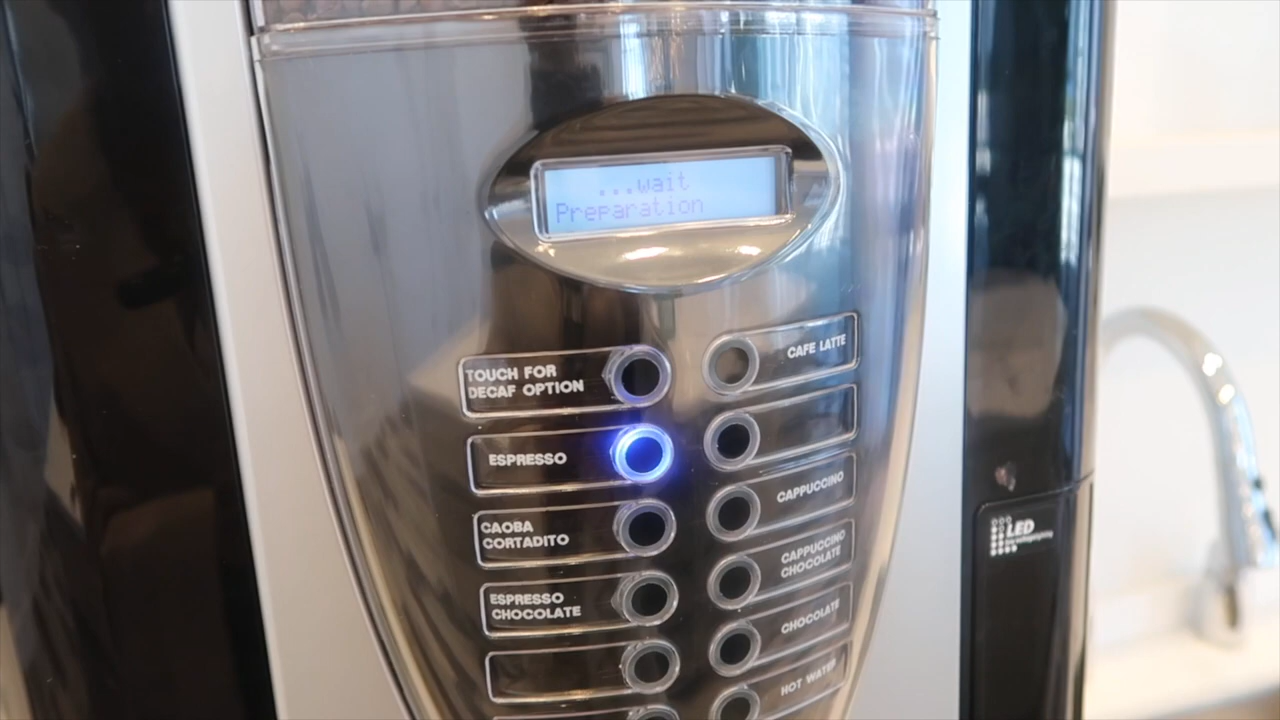 ...wait
Preparation
TOUCH FOR
DECAF OPTION
ESPRESSO
CAOBA
CORTADITO
ESPRESSO
CHOCOLATE
CAFE LATTE
CAPPUCCINO
CAPPUCCINO
CHOCOLATE
CHOCOLATE
HOT WATER
LED